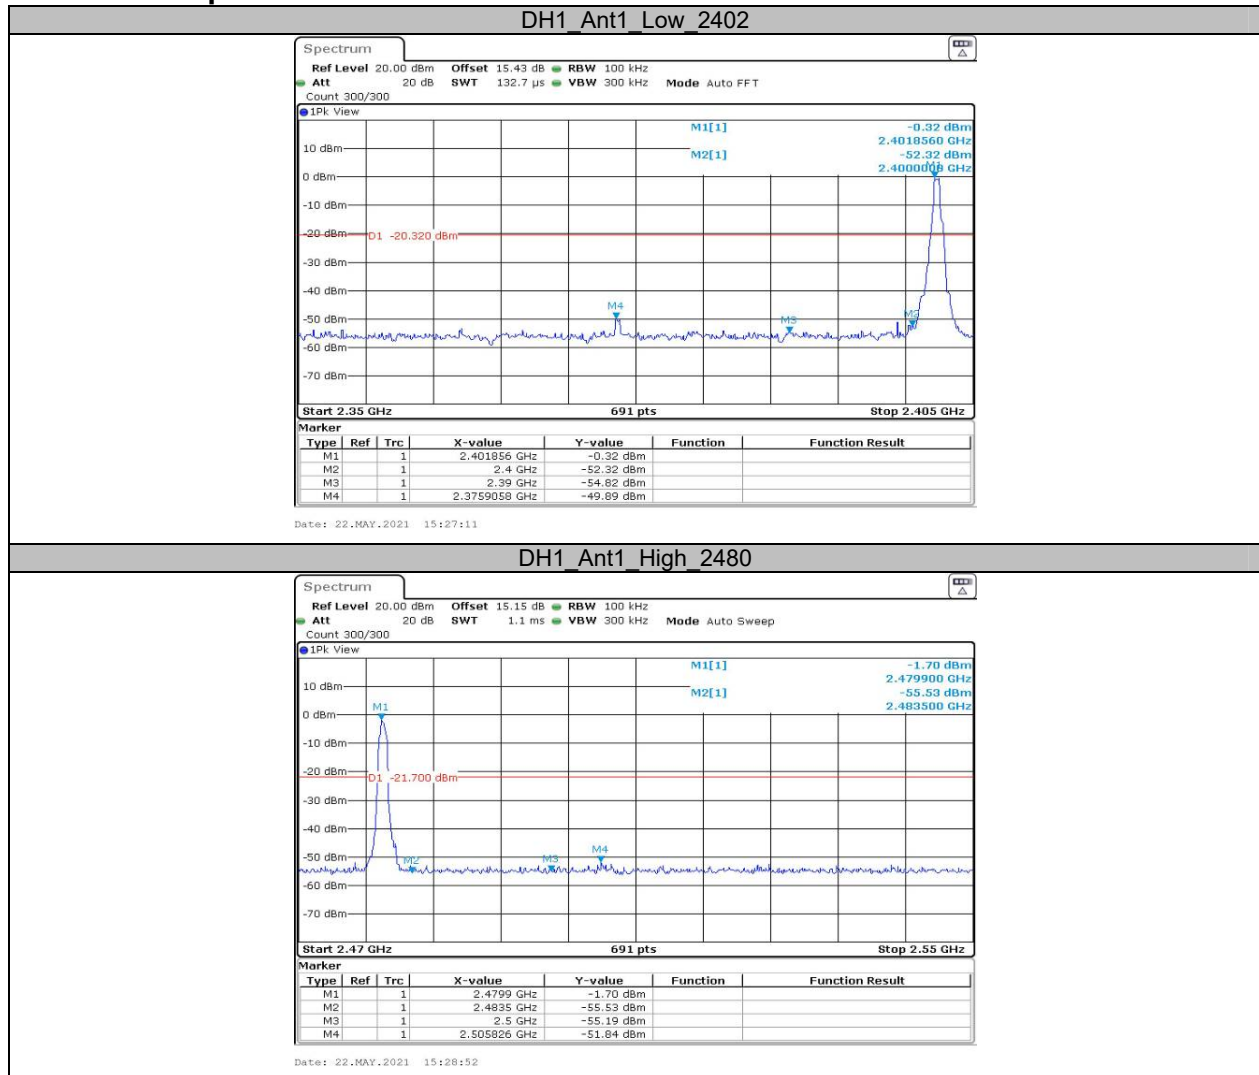 DH1_Ant1_Low_2402
Spectrum
Ref Level 20.00 dBm Offset 15.43 dB RBW 100 kHz
Att 20 dB SWT 132.7 µs VBW 300 kHz Mode Auto FFT
Count 300/300
1Pk View
M1[1] -0.32 dBm
2.4018560 GHz
10 dBm
M2[1] -52.32 dBm
2.4000000 GHz
M1
0 dBm
-10 dBm
-20 dBm
D1 -20.320 dBm
-30 dBm
-40 dBm
M4
-50 dBm
M3
M2
-60 dBm
-70 dBm
Start 2.35 GHz 691 pts Stop 2.405 GHz
Marker
Type Ref Trc X-value Y-value Function Function Result
M1 1 2.401856 GHz -0.32 dBm
M2 1 2.4 GHz -52.32 dBm
M3 1 2.39 GHz -54.82 dBm
M4 1 2.3759058 GHz -49.89 dBm
Date: 22.MAY.2021 15:27:11
DH1_Ant1_High_2480
Spectrum
Ref Level 20.00 dBm Offset 15.15 dB RBW 100 kHz
Att 20 dB SWT 1.1 ms VBW 300 kHz Mode Auto Sweep
Count 300/300
1Pk View
M1[1] -1.70 dBm
2.479900 GHz
10 dBm
M2[1] -55.53 dBm
2.483500 GHz
M1
0 dBm
-10 dBm
-20 dBm
D1 -21.700 dBm
-30 dBm
-40 dBm
-50 dBm
M2
M3
M4
-60 dBm
-70 dBm
Start 2.47 GHz 691 pts Stop 2.55 GHz
Marker
Type Ref Trc X-value Y-value Function Function Result
M1 1 2.4799 GHz -1.70 dBm
M2 1 2.4835 GHz -55.53 dBm
M3 1 2.5 GHz -55.19 dBm
M4 1 2.505826 GHz -51.84 dBm
Date: 22.MAY.2021 15:28:52